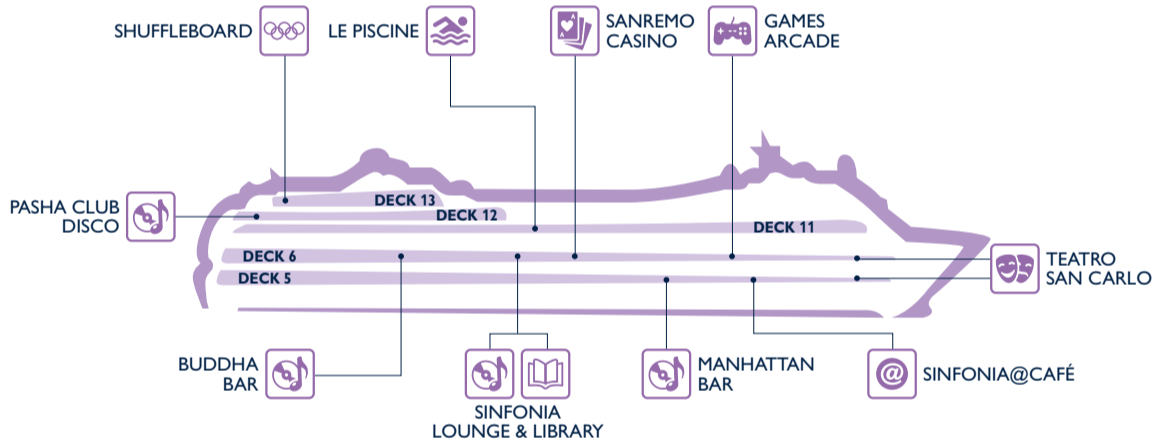 SHUFFLEBOARD
LE PISCINE
SANREMO
CASINO
GAMES
ARCADE
A
DECK 13
PASHA CLUB
DISCO
DECK 12
DECK 11
DECK 6
TEATRO
SAN CARLO
DECK 5
BUDDHA
BAR
MANHATTAN
BAR
@
SINFONIA@CAFÉ
SINFONIA
LOUNGE & LIBRARY